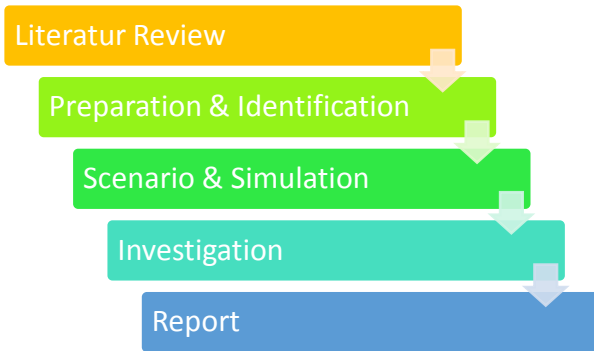 Literatur Review
Preparation & Identification
Scenario & Simulation
Investigation
Report